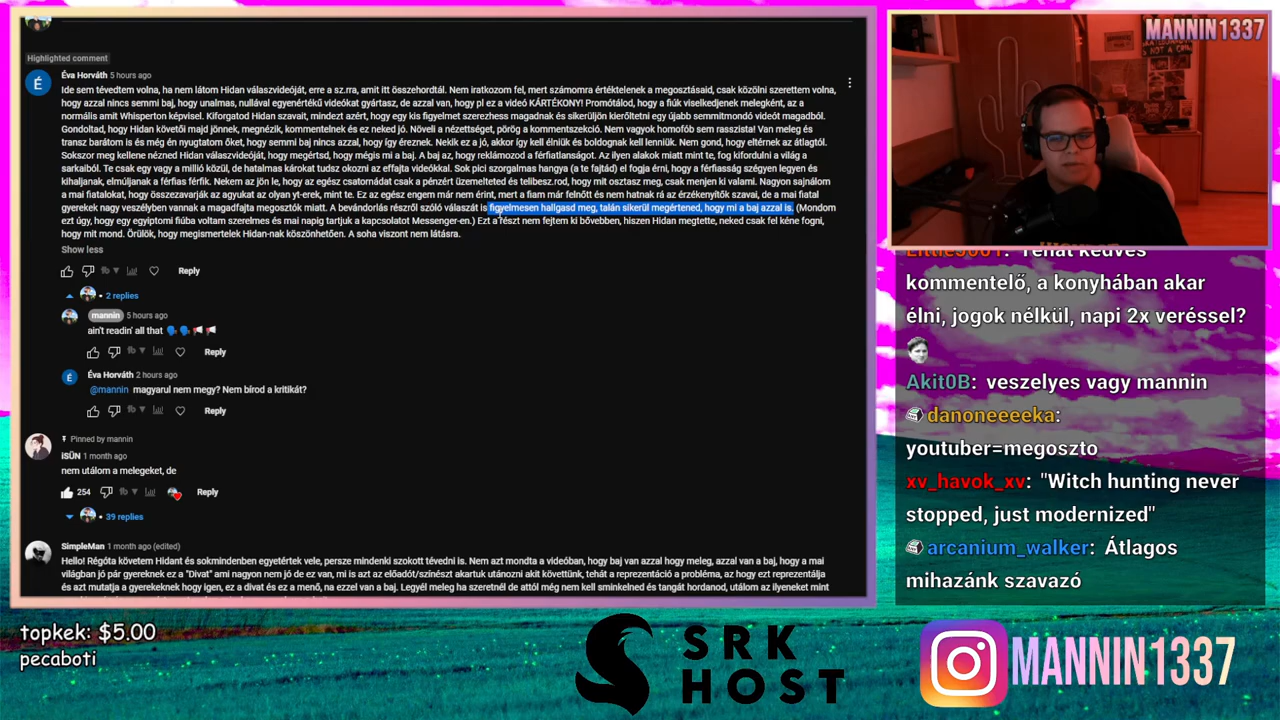 Highlighted comment
É
Éva Horváth 5 hours ago
Ide sem tévedtem volna, ha nem látom Hidan válaszvideóját, erre a sz.rra, amit itt összehordtál. Nem iratkozom fel, mert számomra értéktelenek a megosztásaid, csak közölni szerettem volna,
hogy azzal nincs semmi baj, hogy unalmas, nullával egyenértékű videókat gyártasz, de azzal van, hogy pl ez a videó KÁRTÉKONY! Promótálod, hogy a fiúk viselkedjenek melegként, az a
normális amit Whisperton képvisel. Kiforgatod Hidan szavait, mindezt azért, hogy egy kis figyelmet szerezhess magadnak és sikerüljön kierőltetni egy újabb semmitmondó videót magadból.
Gondoltad, hogy Hidan követői majd jönnek, megnézik, kommentelnek és ez neked jó. Növeli a nézettséget, pörög a kommentszekció. Nem vagyok homofób sem rasszista! Van meleg és
transz barátom is és még én nyugtatom őket, hogy semmi baj nincs azzal, hogy így éreznek. Nekik ez a jó, akkor így kell élniük és boldognak kell lenniük. Nem gond, hogy eltérnek az átlagtól.
Sokszor meg kellene nézned Hidan válaszvideóját, hogy megértsd, hogy mégis mi a baj. A baj az, hogy reklámozod a férfiatlanságot. Az ilyen alakok miatt mint te, fog kifordulni a világ a
sarkaiból. Te csak egy vagy a millió közül, de hatalmas károkat tudsz okozni az effajta videókkal. Sok pici szorgalmas hangya (a te fajtád) el fogja érni, hogy a férfiasság szégyen legyen és
kihaljanak, elmúljanak a férfias férfik. Nekem az jön le, hogy az egész csatornádat csak a pénzért üzemelteted és telibesz.rod, hogy mit osztasz meg, csak menjen ki valami. Nagyon sajnálom
a mai fiatalokat, hogy összezavarják az agyukat az olyan yt-erek, mint te. Ez az egész engem már nem érint, mert a fiam már felnőtt és nem hatnak rá az érzékenyítők szavai, de a mai fiatal
gyerekek nagy veszélyben vannak a magadfajta megosztók miatt. A bevándorlás részről szóló válaszát is figyelmesen hallgasd meg, talán sikerül megértened, hogy mi a baj azzal is. (Mondom
ezt úgy, hogy egy egyiptomi fiúba voltam szerelmes és mai napig tartjuk a kapcsolatot Messenger-en.) Ezt a részt nem fejtem ki bővebben, hiszen Hidan megtette, neked csak fel kéne fogni,
hogy mit mond. Örülök, hogy megismertelek Hidan-nak köszönhetően. A soha viszont nem látásra.
Show less
Reply
2 replies
mannin 5 hours ago
ain't readin' all that
Reply
É
Éva Horváth 2 hours ago
@mannin magyarul nem megy? Nem bírod a kritikát?
Reply
Pinned by mannin
iSÜN 1 month ago
nem utálom a melegeket, de
254 Reply
39 replies
SimpleMan 1 month ago (edited)
Hello! Régóta követem Hidant és sokmindenben egyetértek vele, persze mindenki szokott tévedni is. Nem azt mondta a videóban, hogy baj van azzal hogy meleg, azzal van a baj, hogy a mai
világban jó pár gyereknek ez a "Divat" ami nagyon nem jó de ez van, mi is azt az előadót/színészt akartuk utánozni akit követtünk, tehát a reprezentáció a probléma, az hogy ezt reprezentálja
és azt mutatja a gyerekeknek hogy igen, ez a divat és ez a menő, na ezzel van a baj. Legyél meleg ha szeretnél de attól még nem kell sminkelned és tangát hordanod, utálom az ilyeneket mint
MANNIN1337
Tehát kedves
kommentelő, a konyhában akar
élni, jogok nélkül, napi 2x veréssel?
Akit0B: veszelyes vagy mannin
danoneeeeka:
youtuber=megoszto
xv_havok_xv: "Witch hunting never
stopped, just modernized"
arcanium_walker: Átlagos
mihazánk szavazó
topkek: $5.00
pecaboti
SRK
HOST
MANNIN1337